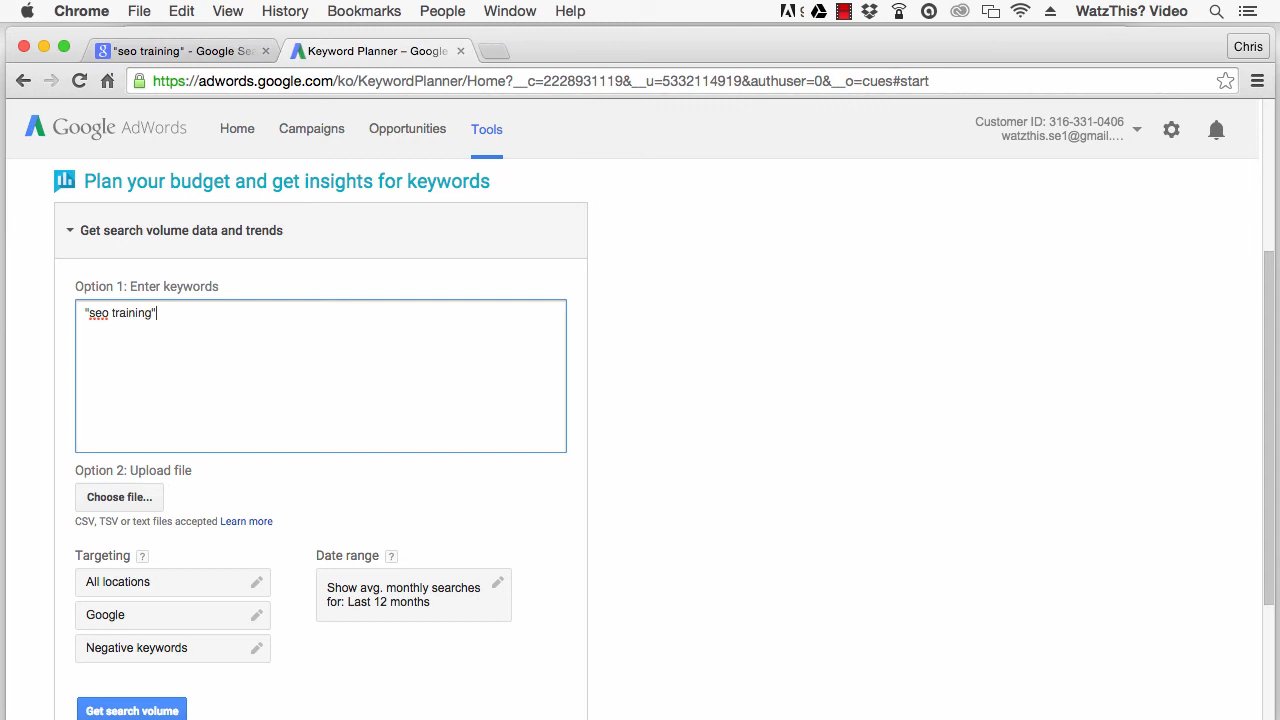 Chrome File Edit View History Bookmarks People Window Help WatzThis? Video
"seo training" - Google Sea Keyword Planner – Google Chris
https://adwords.google.com/ko/KeywordPlanner/Home?__c=2228931119&__u=5332114919&authuser=0&__o=cues#start
Google AdWords Home Campaigns Opportunities Tools
Customer ID: 316-331-0406
watzthis.se1@gmail....
Plan your budget and get insights for keywords
Get search volume data and trends
Option 1: Enter keywords
"seo training"
Option 2: Upload file
Choose file...
CSV, TSV or text files accepted Learn more
Targeting ? Date range ?
All locations
Show avg. monthly searches
for: Last 12 months
Google
Negative keywords
Get search volume